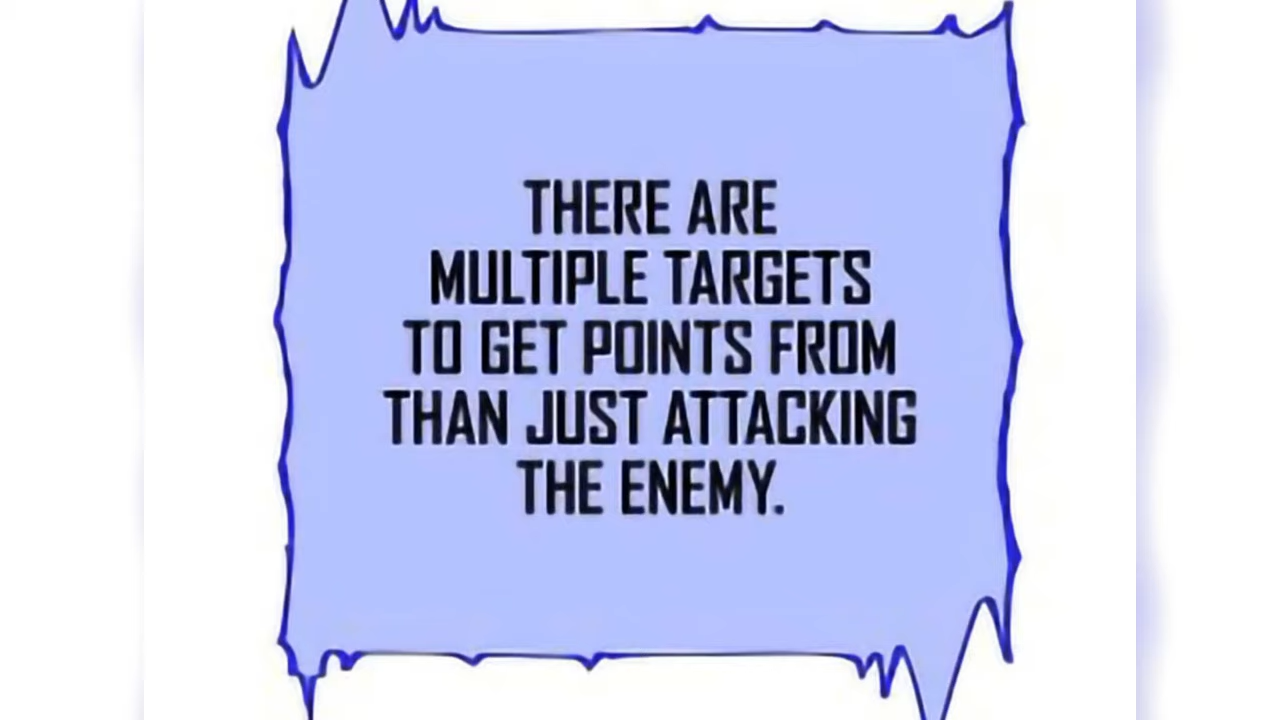 THERE ARE
MULTIPLE TARGETS
TO GET POINTS FROM
THAN JUST ATTACKING
THE ENEMY.